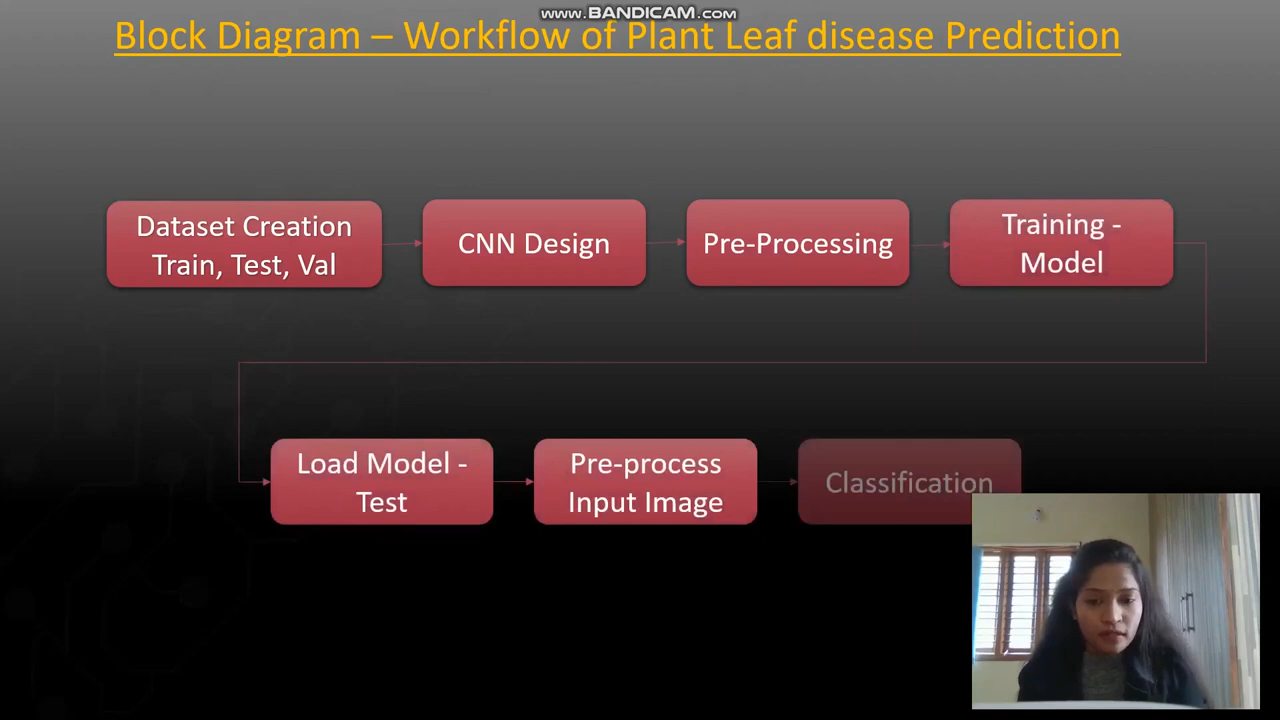 www.BANDICAM.com
Block Diagram – Workflow of Plant Leaf disease Prediction
Dataset Creation
Train, Test, Val
CNN Design
Pre-Processing
Training -
Model
Load Model -
Test
Pre-process
Input Image
Classification